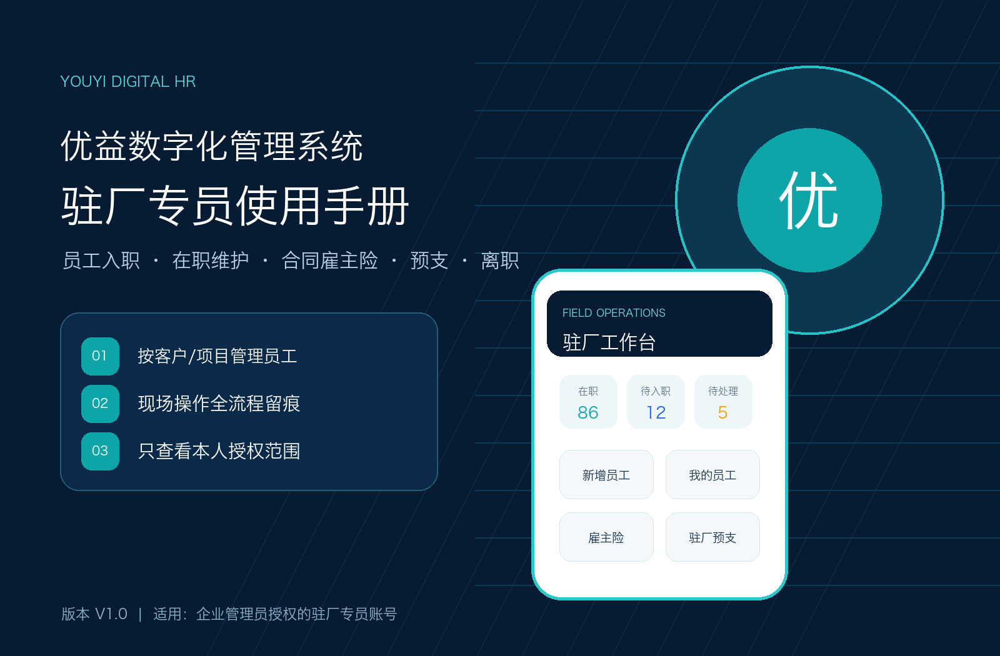 YOUYI DIGITAL HR
优益数字化管理系统
驻厂专员使用手册
员工入职 · 在职维护 · 合同雇主险 · 预支 · 离职
01 按客户/项目管理员工
02 现场操作全流程留痕
03 只查看本人授权范围
版本 V1.0 | 适用：企业管理员授权的驻厂专员账号
优
FIELD OPERATIONS
驻厂工作台
在职 待入职 待处理
86 12 5
新增员工 我的员工
雇主险 驻厂预支